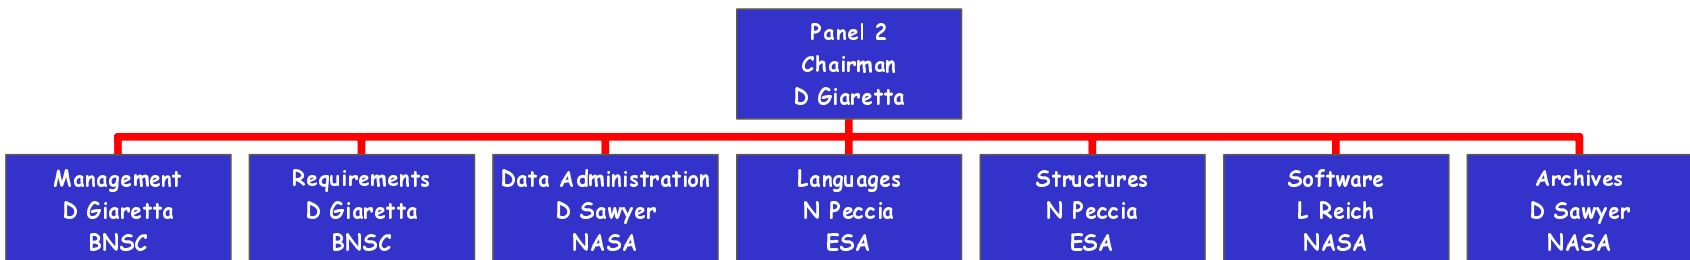 Panel 2
Chairman
D Giaretta
Management
D Giaretta
BNSC
Requirements
D Giaretta
BNSC
Data Administration
D Sawyer
NASA
Languages
N Peccia
ESA
Structures
N Peccia
ESA
Software
L Reich
NASA
Archives
D Sawyer
NASA